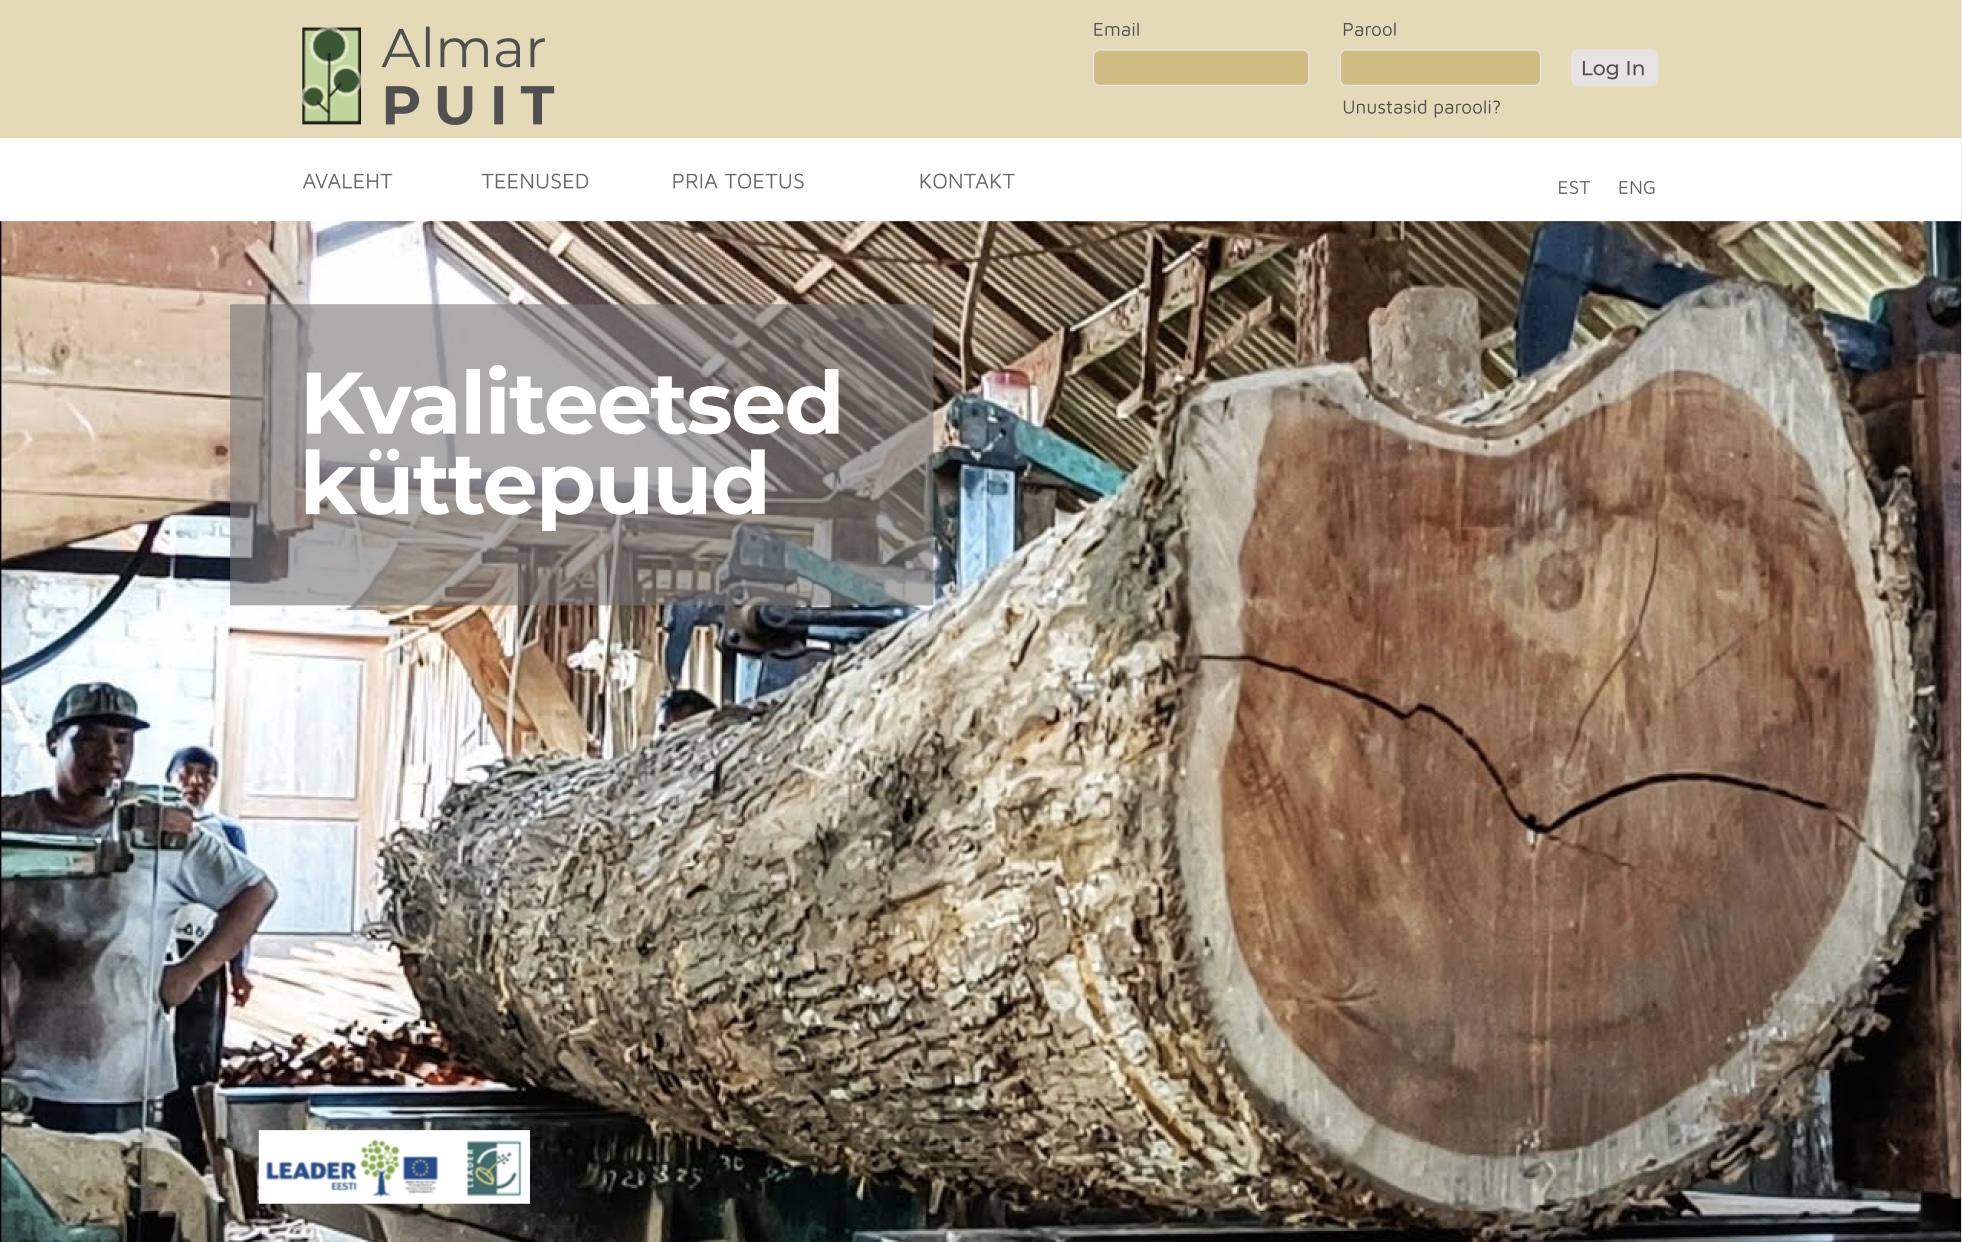 Almar
PUIT
Email
Parool
Log In
Unustasid parooli?
AVALEHT
TEENUSED
PRIA TOETUS
KONTAKT
EST
ENG
Kvaliteetsed
küttepuud
LEADER
EESTI
LEADER